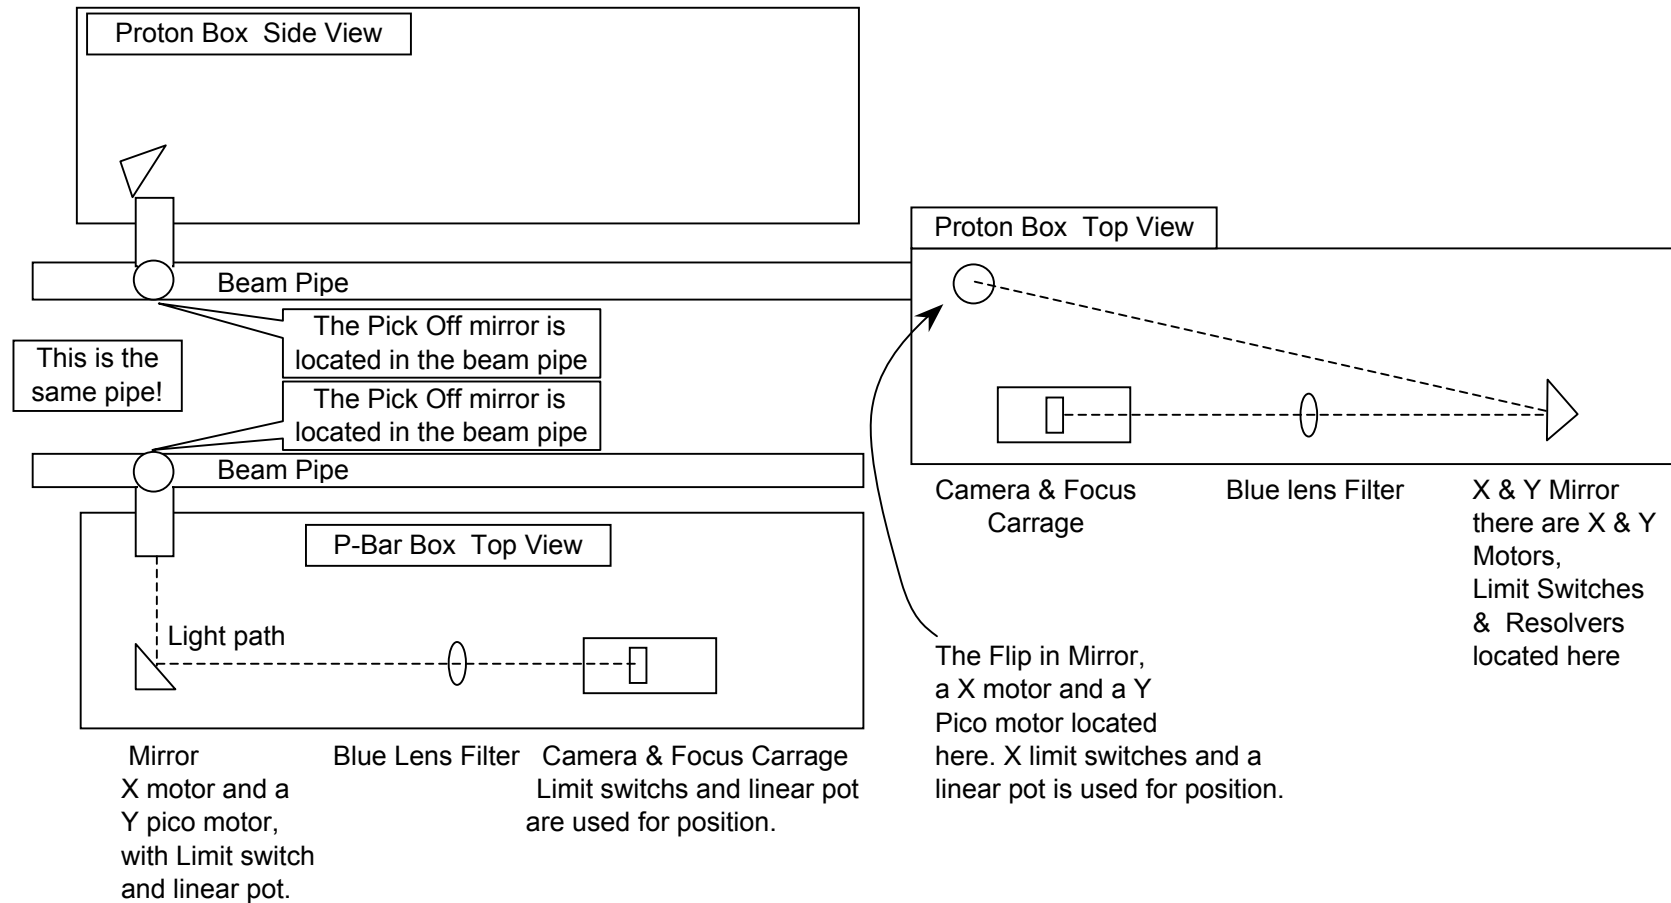 Proton Box Side View
Beam Pipe
The Pick Off mirror is
located in the beam pipe
This is the
same pipe!
The Pick Off mirror is
located in the beam pipe
Beam Pipe
P-Bar Box Top View
Light path
Mirror
X motor and a
Y pico motor,
with Limit switch
and linear pot.
Blue Lens Filter
Camera & Focus Carrage
Limit switchs and linear pot
are used for position.
Proton Box Top View
Camera & Focus
Carrage
Blue lens Filter
X & Y Mirror
there are X & Y
Motors,
Limit Switches
& Resolvers
located here
The Flip in Mirror,
a X motor and a Y
Pico motor located
here. X limit switches and a
linear pot is used for position.